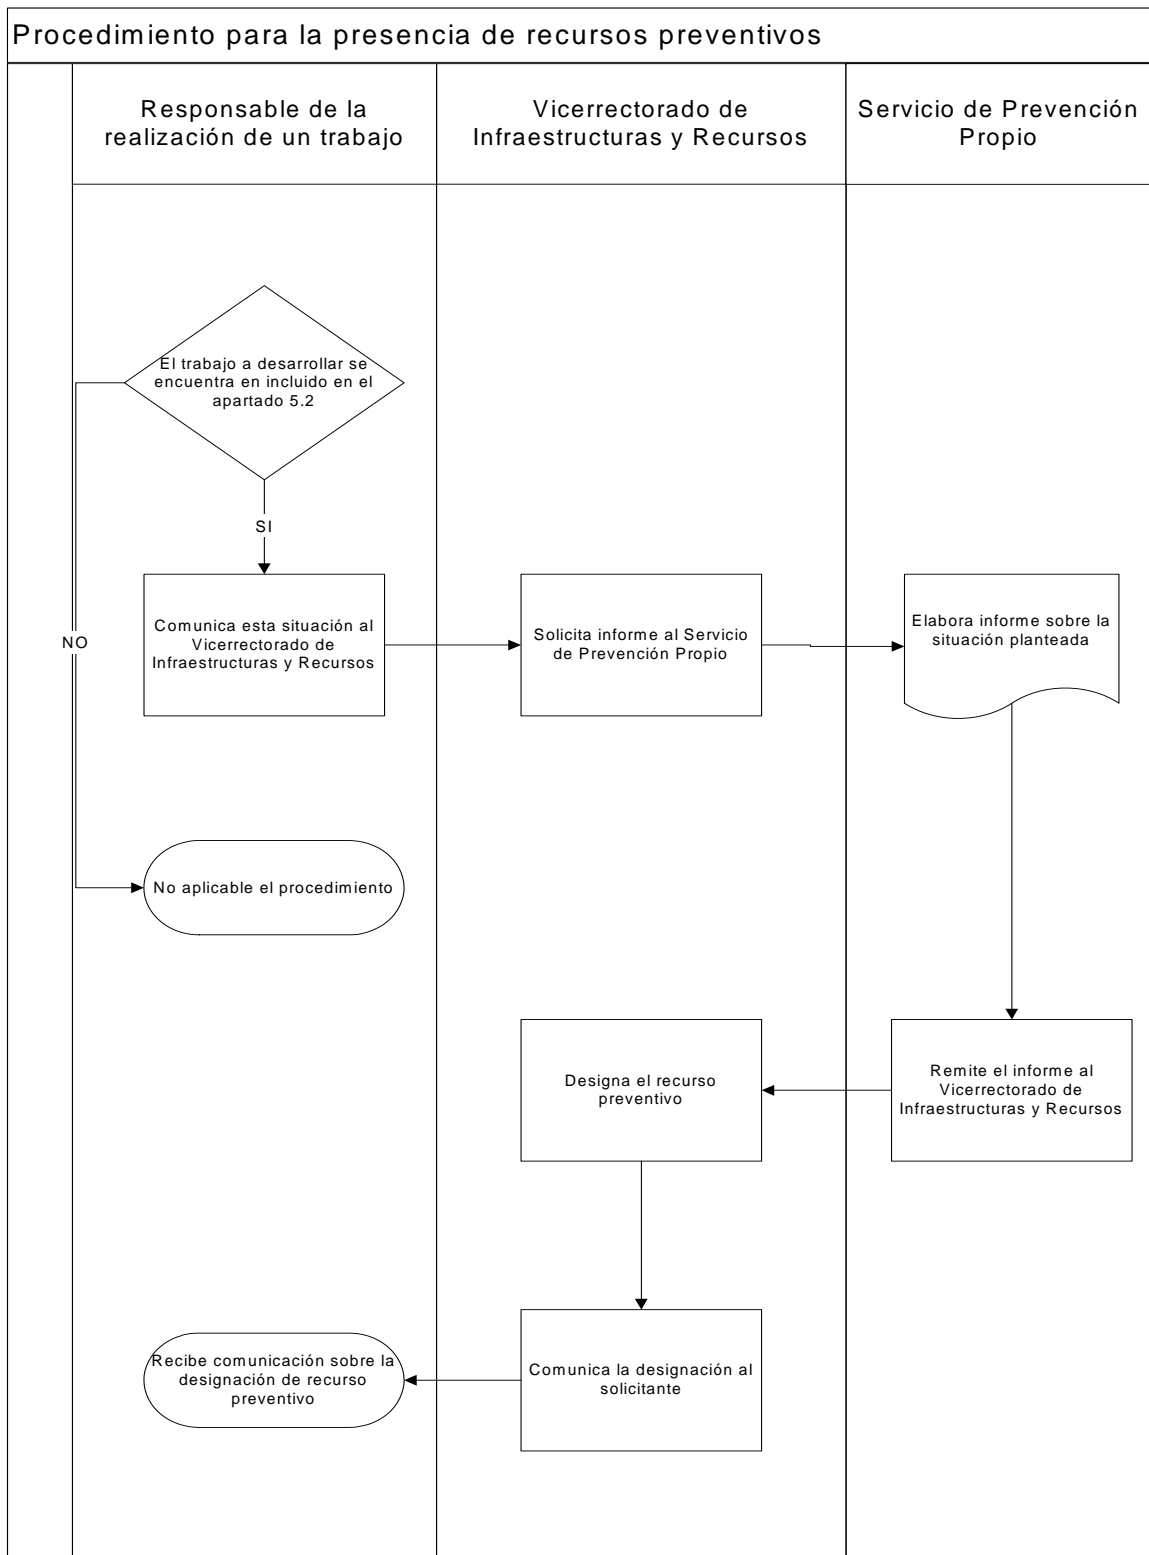 Procedimiento para la presencia de recursos preventivos
Responsable de la
realización de un trabajo
Vicerrectorado de
Infraestructuras y Recursos
Servicio de Prevención
Propio
El trabajo a desarrollar se
encuentra en incluido en el
apartado 5.2
SI
NO
Comunica esta situación al
Vicerrectorado de
Infraestructuras y Recursos
Solicita informe al Servicio
de Prevención Propio
Elabora informe sobre la
situación planteada
No aplicable el procedimiento
Designa el recurso
preventivo
Remite el informe al
Vicerrectorado de
Infraestructuras y Recursos
Recibe comunicación sobre la
designación de recurso
preventivo
Comunica la designación al
solicitante